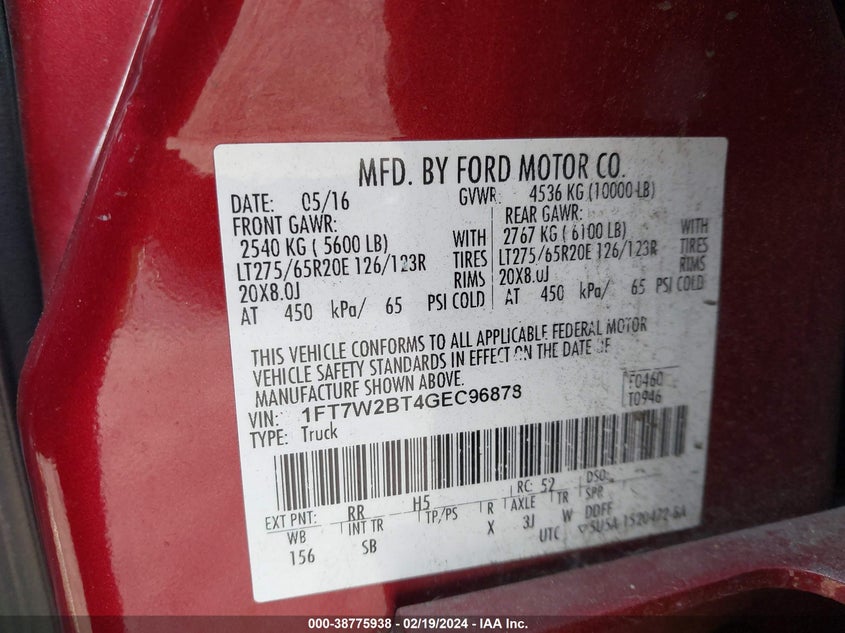 MFD. BY FORD MOTOR CO.
DATE: 05/16 GVWR: 4536 KG (10000 LB)
FRONT GAWR: REAR GAWR:
2540 KG ( 5600 LB) WITH 2767 KG ( 6100 LB) WITH
LT275/65R20E 126/123R TIRES LT275/65R20E 126/123R TIRES
20X8.0J RIMS 20X8.0J RIMS
AT 450 kPa/ 65 PSI COLD AT 450 kPa/ 65 PSI COLD
THIS VEHICLE CONFORMS TO ALL APPLICABLE FEDERAL MOTOR
VEHICLE SAFETY STANDARDS IN EFFECT ON THE DATE OF
MANUFACTURE SHOWN ABOVE.
VIN: 1FT7W2BT4GEC96878 F0460
TYPE: Truck T0946
EXT PNT: RR H5 RC: 52 DSO:
WB INT TR TP/PS R AXLE TR SPR
156 SB X 3J W DDFF
UTC
000-38775938 - 02/19/2024 - IAA Inc.